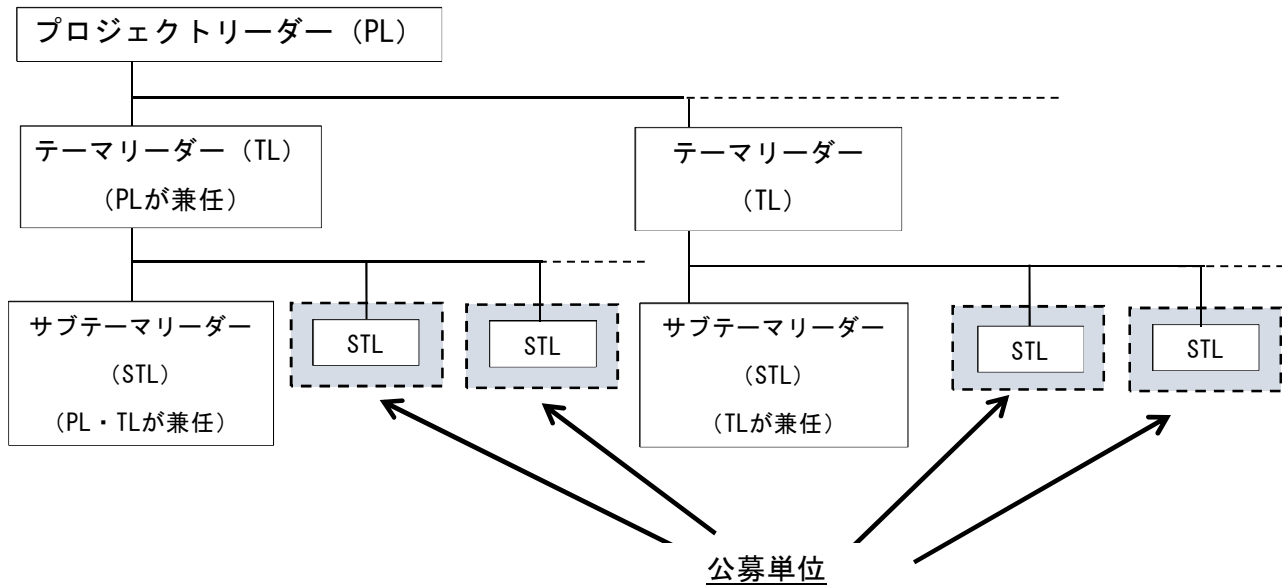 プロジェクトリーダー（PL）
テーマリーダー（TL）
（PLが兼任）
テーマリーダー
（TL）
サブテーマリーダー
（STL）
（PL・TLが兼任）
STL
STL
サブテーマリーダー
（STL）
（TLが兼任）
STL
STL
公募単位